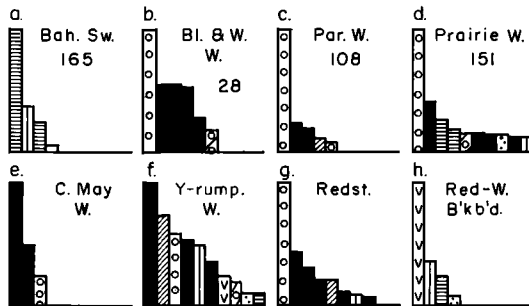 a.
Bah. Sw.
165
b.
Bl. & W.
W.
28
c.
Par. W.
108
d.
Prairie W.
151
e.
C. May
W.
f.
Y-rump.
W.
g.
Redst.
h.
Red-W.
B'kb'd.